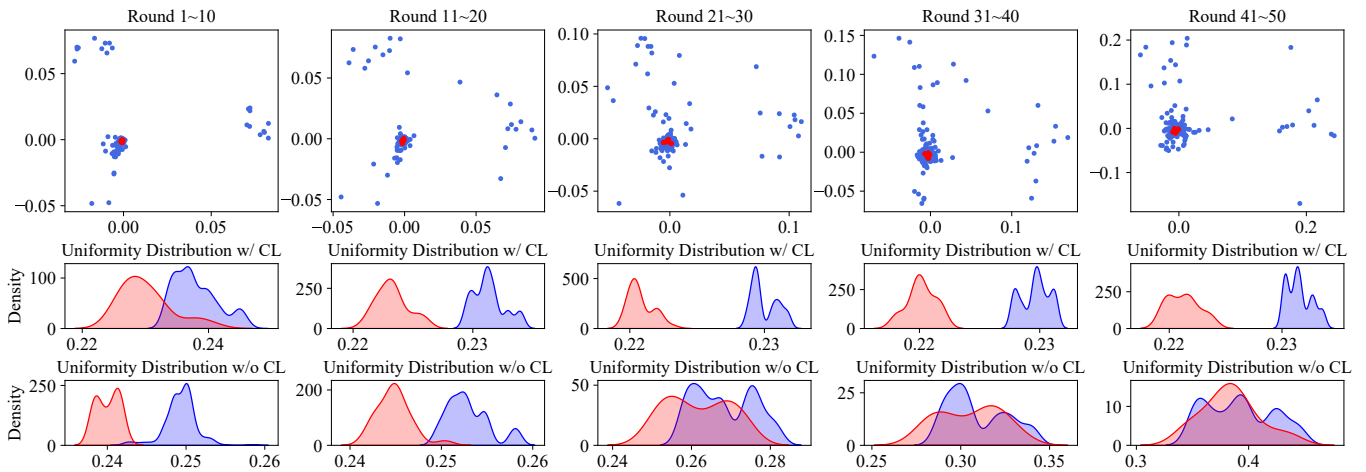 Round 1~10 Round 11~20 Round 21~30 Round 31~40 Round 41~50
0.05 0.05 0.10 0.15 0.2
0.00 0.00 0.05 0.10 0.1
−0.05 −0.05 0.00 0.05 0.0
−0.05 0.00 −0.1
−0.05
0.00 0.05 −0.05 0.00 0.05 0.0 0.1 0.0 0.1 0.0 0.2
Uniformity Distribution w/ CL Uniformity Distribution w/ CL Uniformity Distribution w/ CL Uniformity Distribution w/ CL Uniformity Distribution w/ CL
Density
100 250 500 250 250
0 0 0 0 0
0.22 0.24 0.22 0.23 0.22 0.23 0.22 0.23 0.22 0.23
Uniformity Distribution w/o CL Uniformity Distribution w/o CL Uniformity Distribution w/o CL Uniformity Distribution w/o CL Uniformity Distribution w/o CL
Density
250 200 50 25 10
0 0 25 0 0
0
0.24 0.25 0.26 0.24 0.25 0.26 0.24 0.26 0.28 0.25 0.30 0.35 0.3 0.4